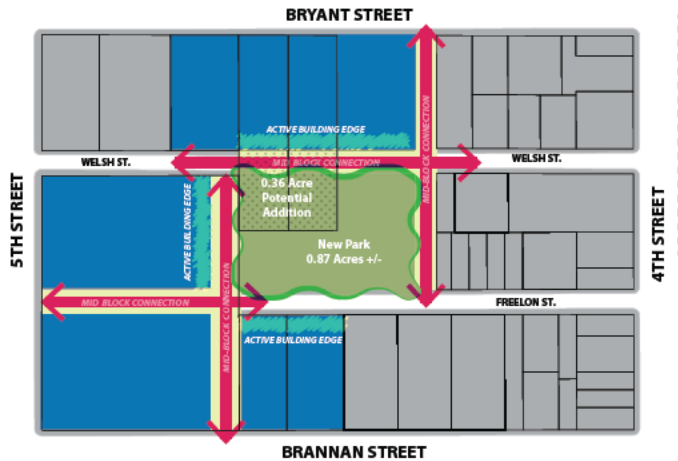 BRYANT STREET
MID-BLOCK CONNECTION
ACTIVE BUILDING EDGE
WELSH ST.
MID BLOCK CONNECTION
WELSH ST.
5TH STREET
ACTIVE BUILDING EDGE
0.36 Acre
Potential
Addition
4TH STREET
New Park
0.87 Acres +/-
MID BLOCK CONNECTION
MID-BLOCK CONNECTION
FREELON ST.
ACTIVE BUILDING EDGE
BRANNAN STREET